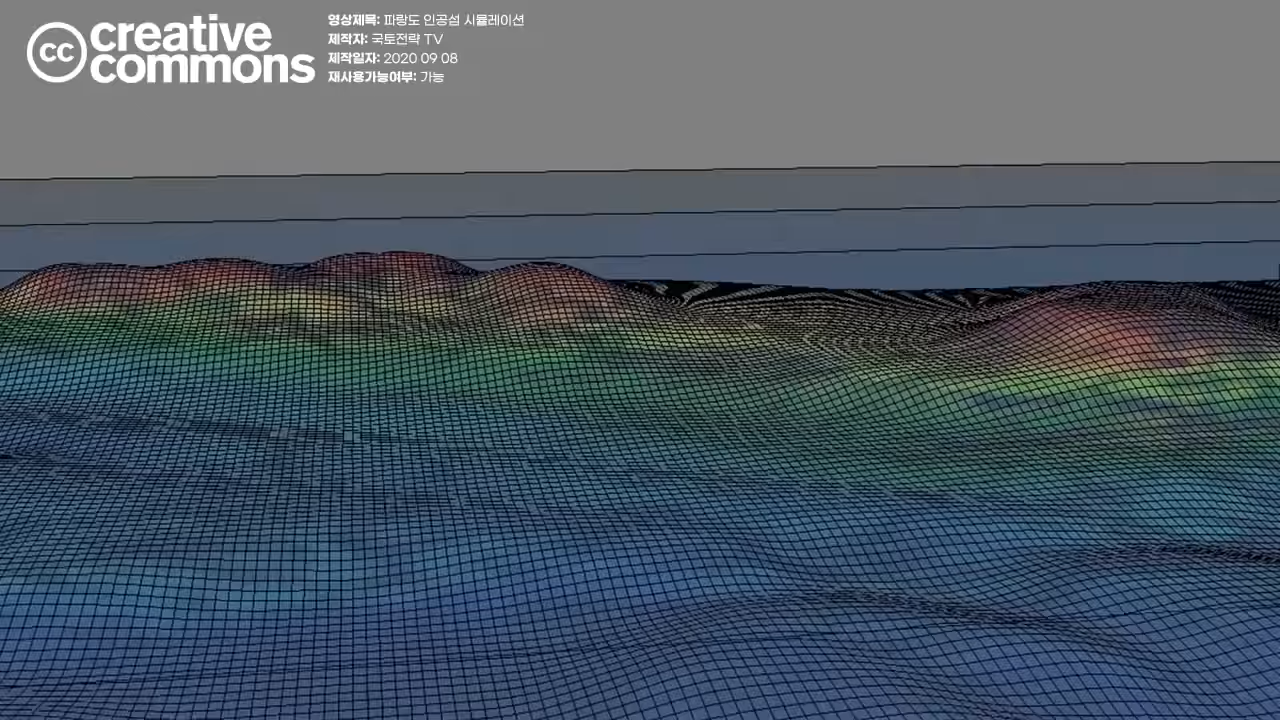 cc
creative
commons
영상제목: 파랑도 인공섬 시뮬레이션
제작자: 국토전략 TV
제작일자: 2020 09 08
재사용가능여부: 가능